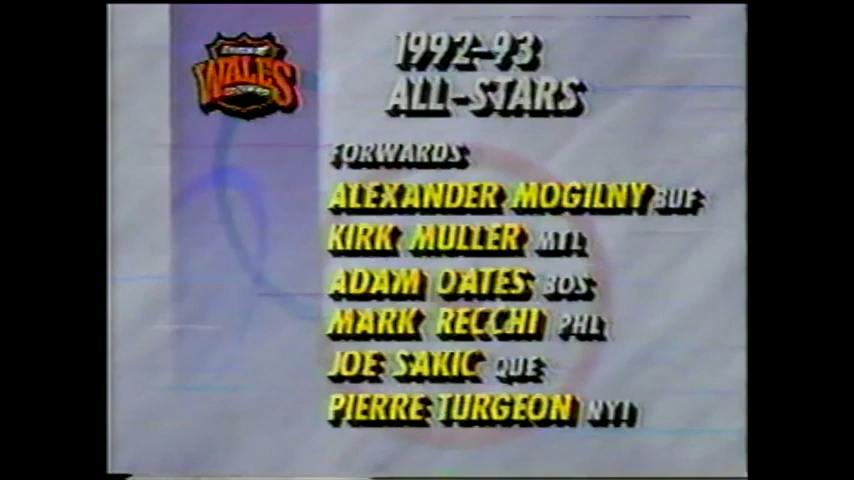 WALES
1992-93
ALL-STARS
FORWARDS
ALEXANDER MOGILNY BUF
KIRK MULLER MTL
ADAM OATES BOS
MARK RECCHI PHL
JOE SAKIC QUE
PIERRE TURGEON NYI